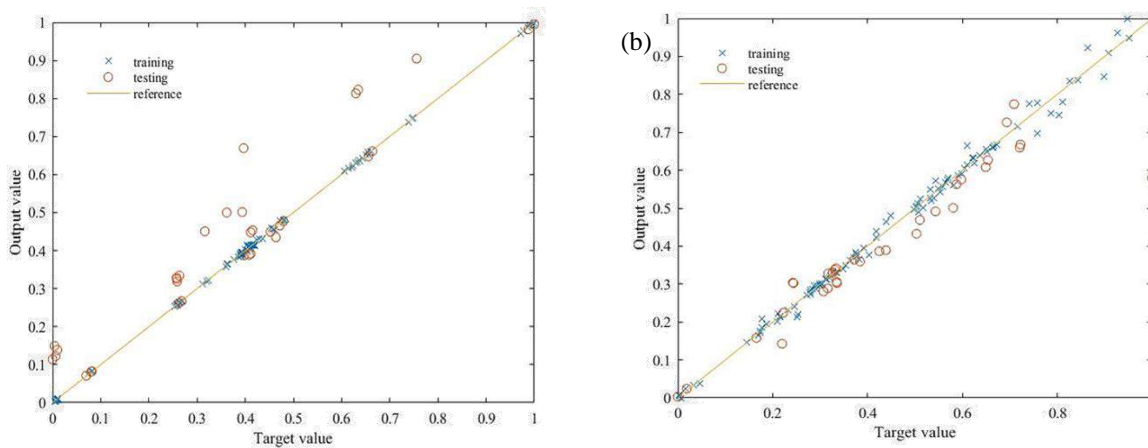 1
0.9
0.8
0.7
0.6
0.5
0.4
0.3
0.2
0.1
0
Output value
training
testing
reference
0 0.1 0.2 0.3 0.4 0.5 0.6 0.7 0.8 0.9 1
Target value
(b)
1
0.9
0.8
0.7
0.6
0.5
0.4
0.3
0.2
0.1
0
Output value
training
testing
reference
0 0.2 0.4 0.6 0.8
Target value